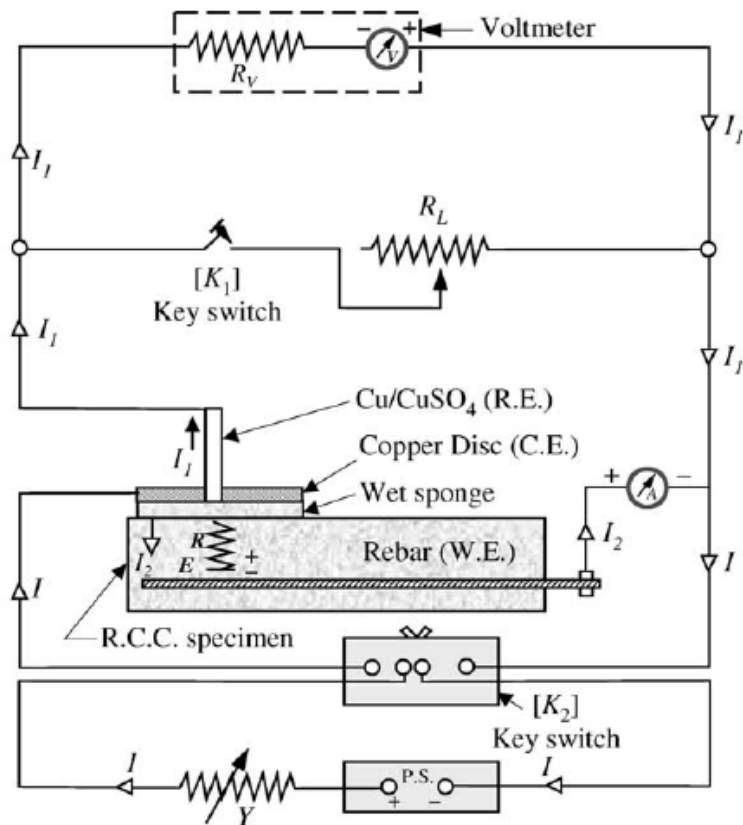 − +
Voltmeter
V
R_V
I_1
I_1
R_L
[K_1]
Key switch
I_1
I_1
Cu/CuSO₄ (R.E.)
I_1
Copper Disc (C.E.)
Wet sponge
+ A −
I_2
R
E
+
−
I_2
Rebar (W.E.)
I
I
R.C.C. specimen
[K_2]
Key switch
I
Y
P.S.
+ −
I